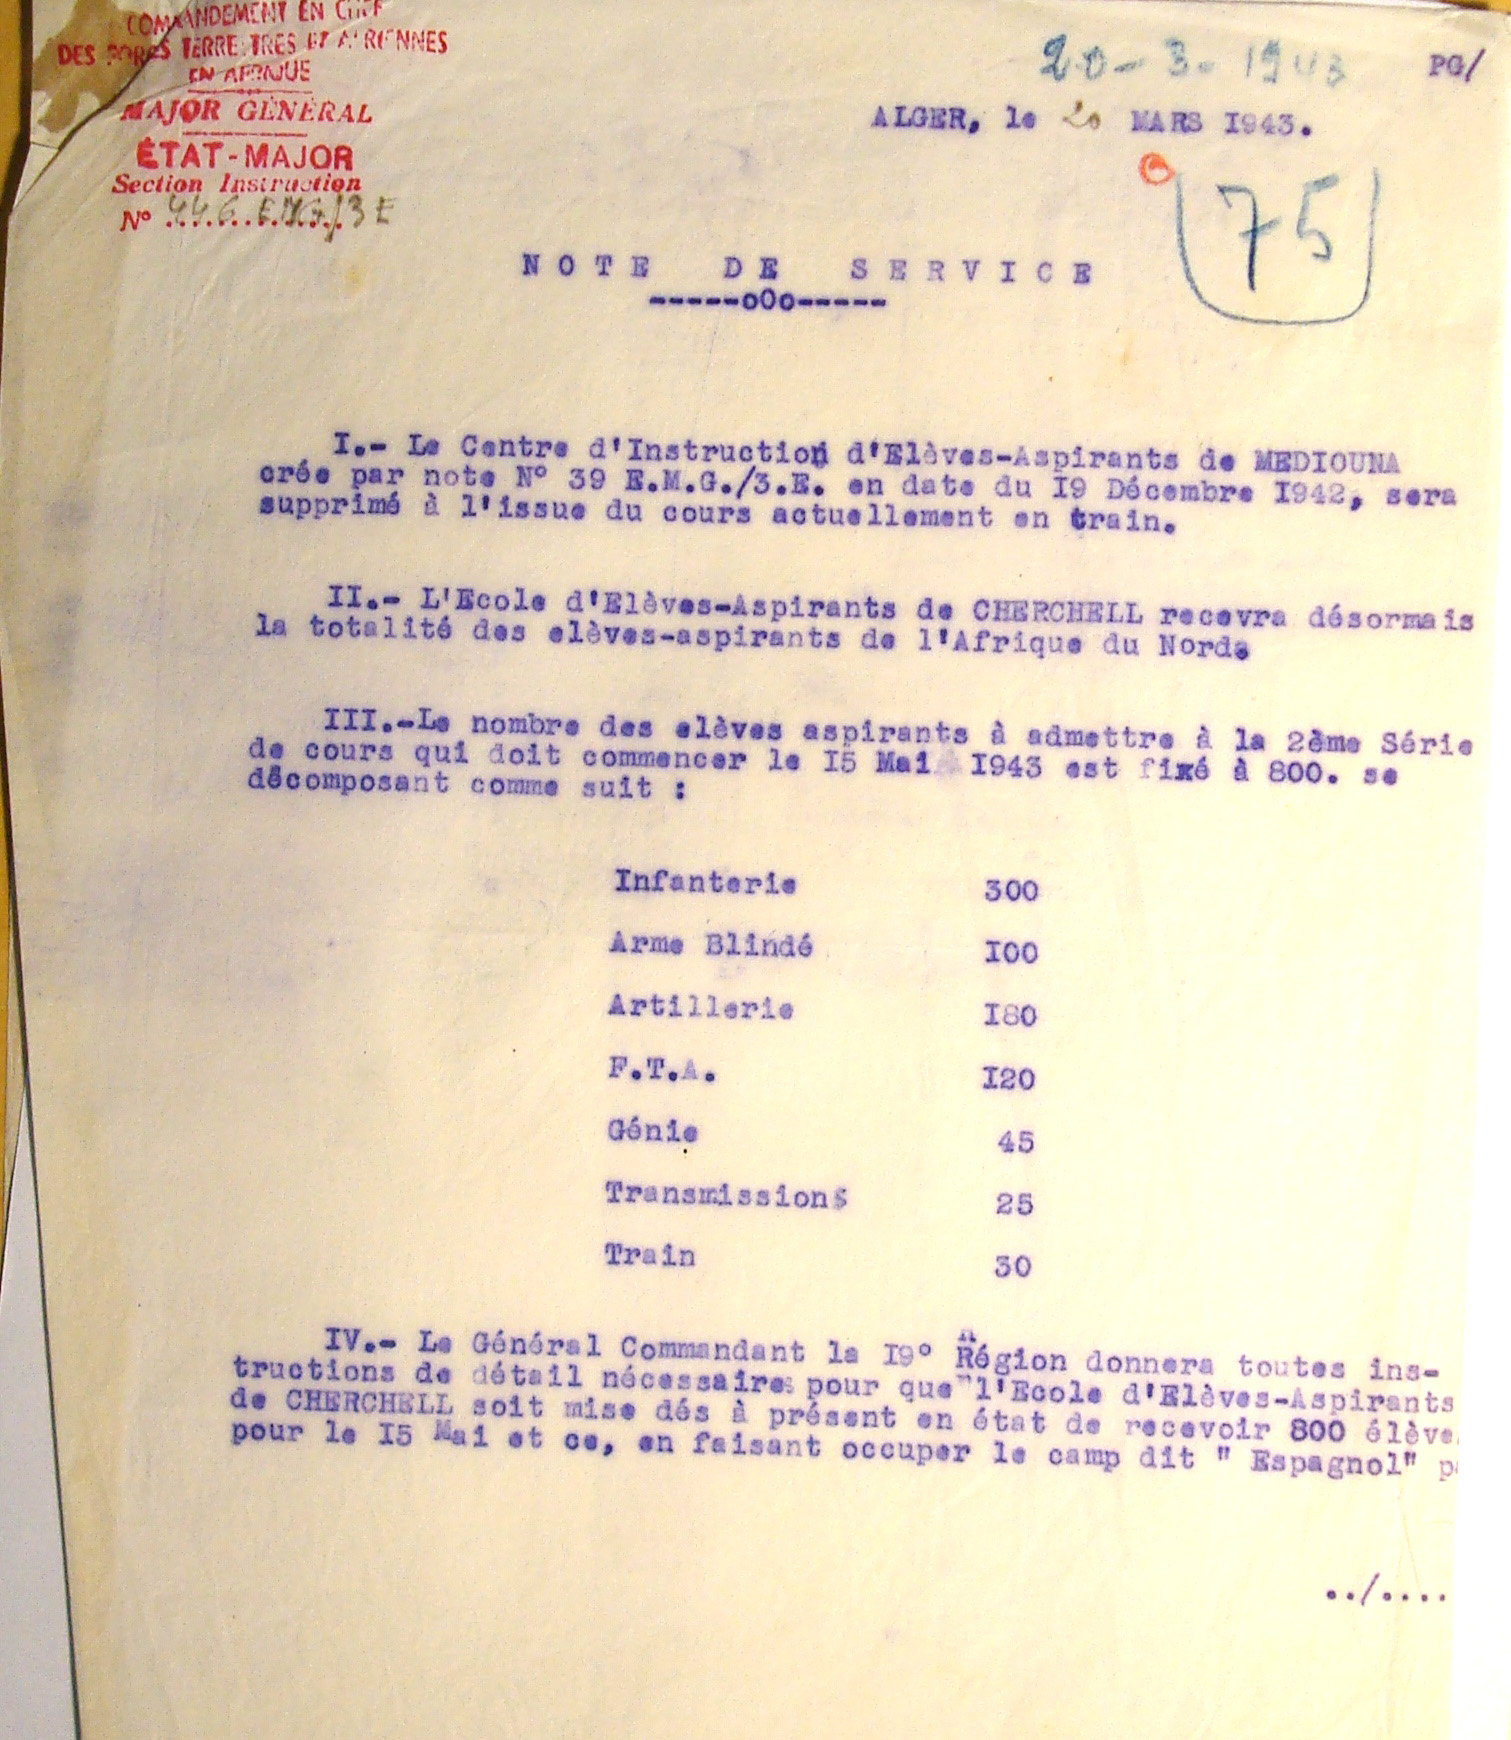 COMMANDEMENT EN CHEF
DES FORCES TERRESTRES ET AÉRIENNES
EN AFRIQUE
MAJOR GÉNÉRAL
ÉTAT-MAJOR
Section Instruction
Nº 446 EMG/3E
20-3-1943
PG/
ALGER, le 20 MARS I943.
75
NOTE DE SERVICE
-----oOo-----
I.- Le Centre d'Instruction d'Elèves-Aspirants de MEDIOUNA
crée par note N° 39 E.M.G./3.E. en date du I9 Décembre I942, sera
supprimé à l'issue du cours actuellement en train.
II.- L'Ecole d'Elèves-Aspirants de CHERCHELL recevra désormais
la totalité des elèves-aspirants de l'Afrique du Nord.
III.-Le nombre des elèves aspirants à admettre à la 2ème Série
de cours qui doit commencer le I5 Mai I943 est fixé à 800. se
décomposant comme suit :
Infanterie 300
Arme Blindé I00
Artillerie I80
F.T.A. I20
Génie 45
Transmissions 25
Train 30
IV.- Le Général Commandant la I9° Région donnera toutes ins-
tructions de détail nécessaires pour que l'Ecole d'Elèves-Aspirants
de CHERCHELL soit mise dés à présent en état de recevoir 800 élève
pour le I5 Mai et ce, en faisant occuper le camp dit " Espagnol"
../....